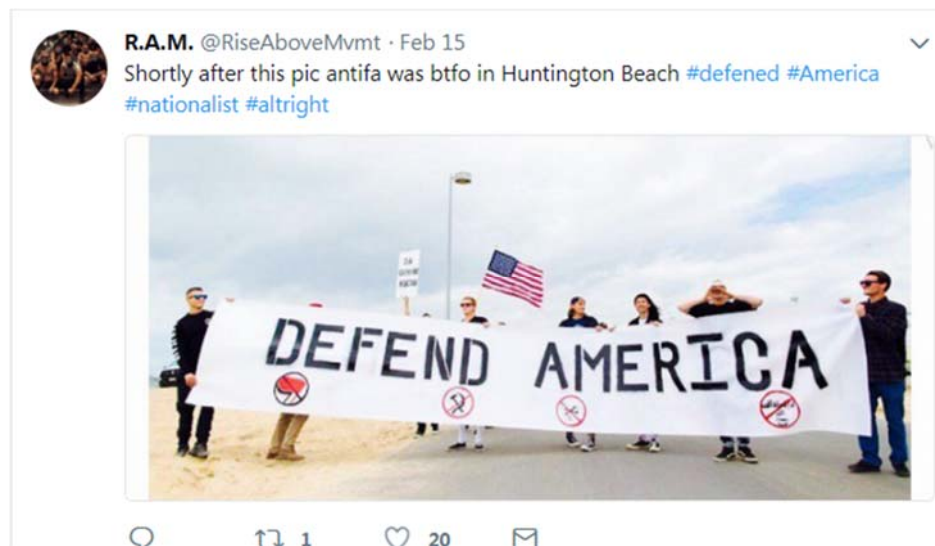 R.A.M. @RiseAboveMvmt · Feb 15
Shortly after this pic antifa was btfo in Huntington Beach #defened #America
#nationalist #altright
DEFEND AMERICA
1
20